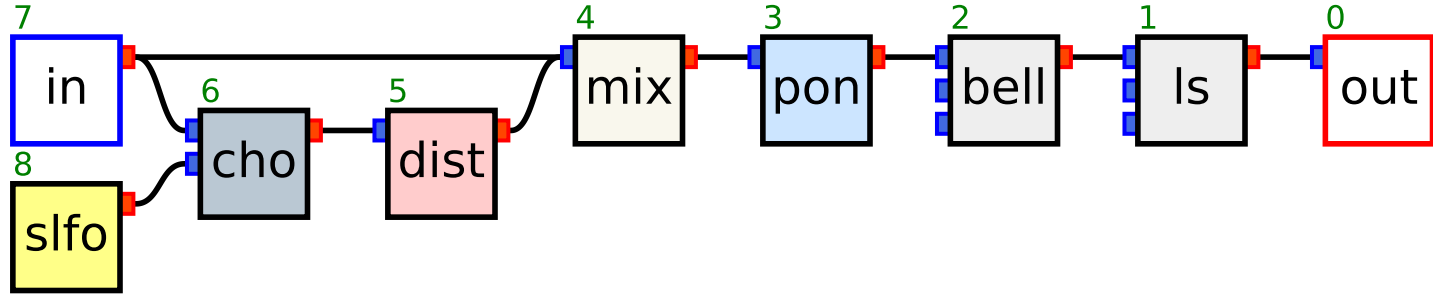 7 4 3 2 1 0
in mix pon bell ls out
6 5
cho dist
8
slfo